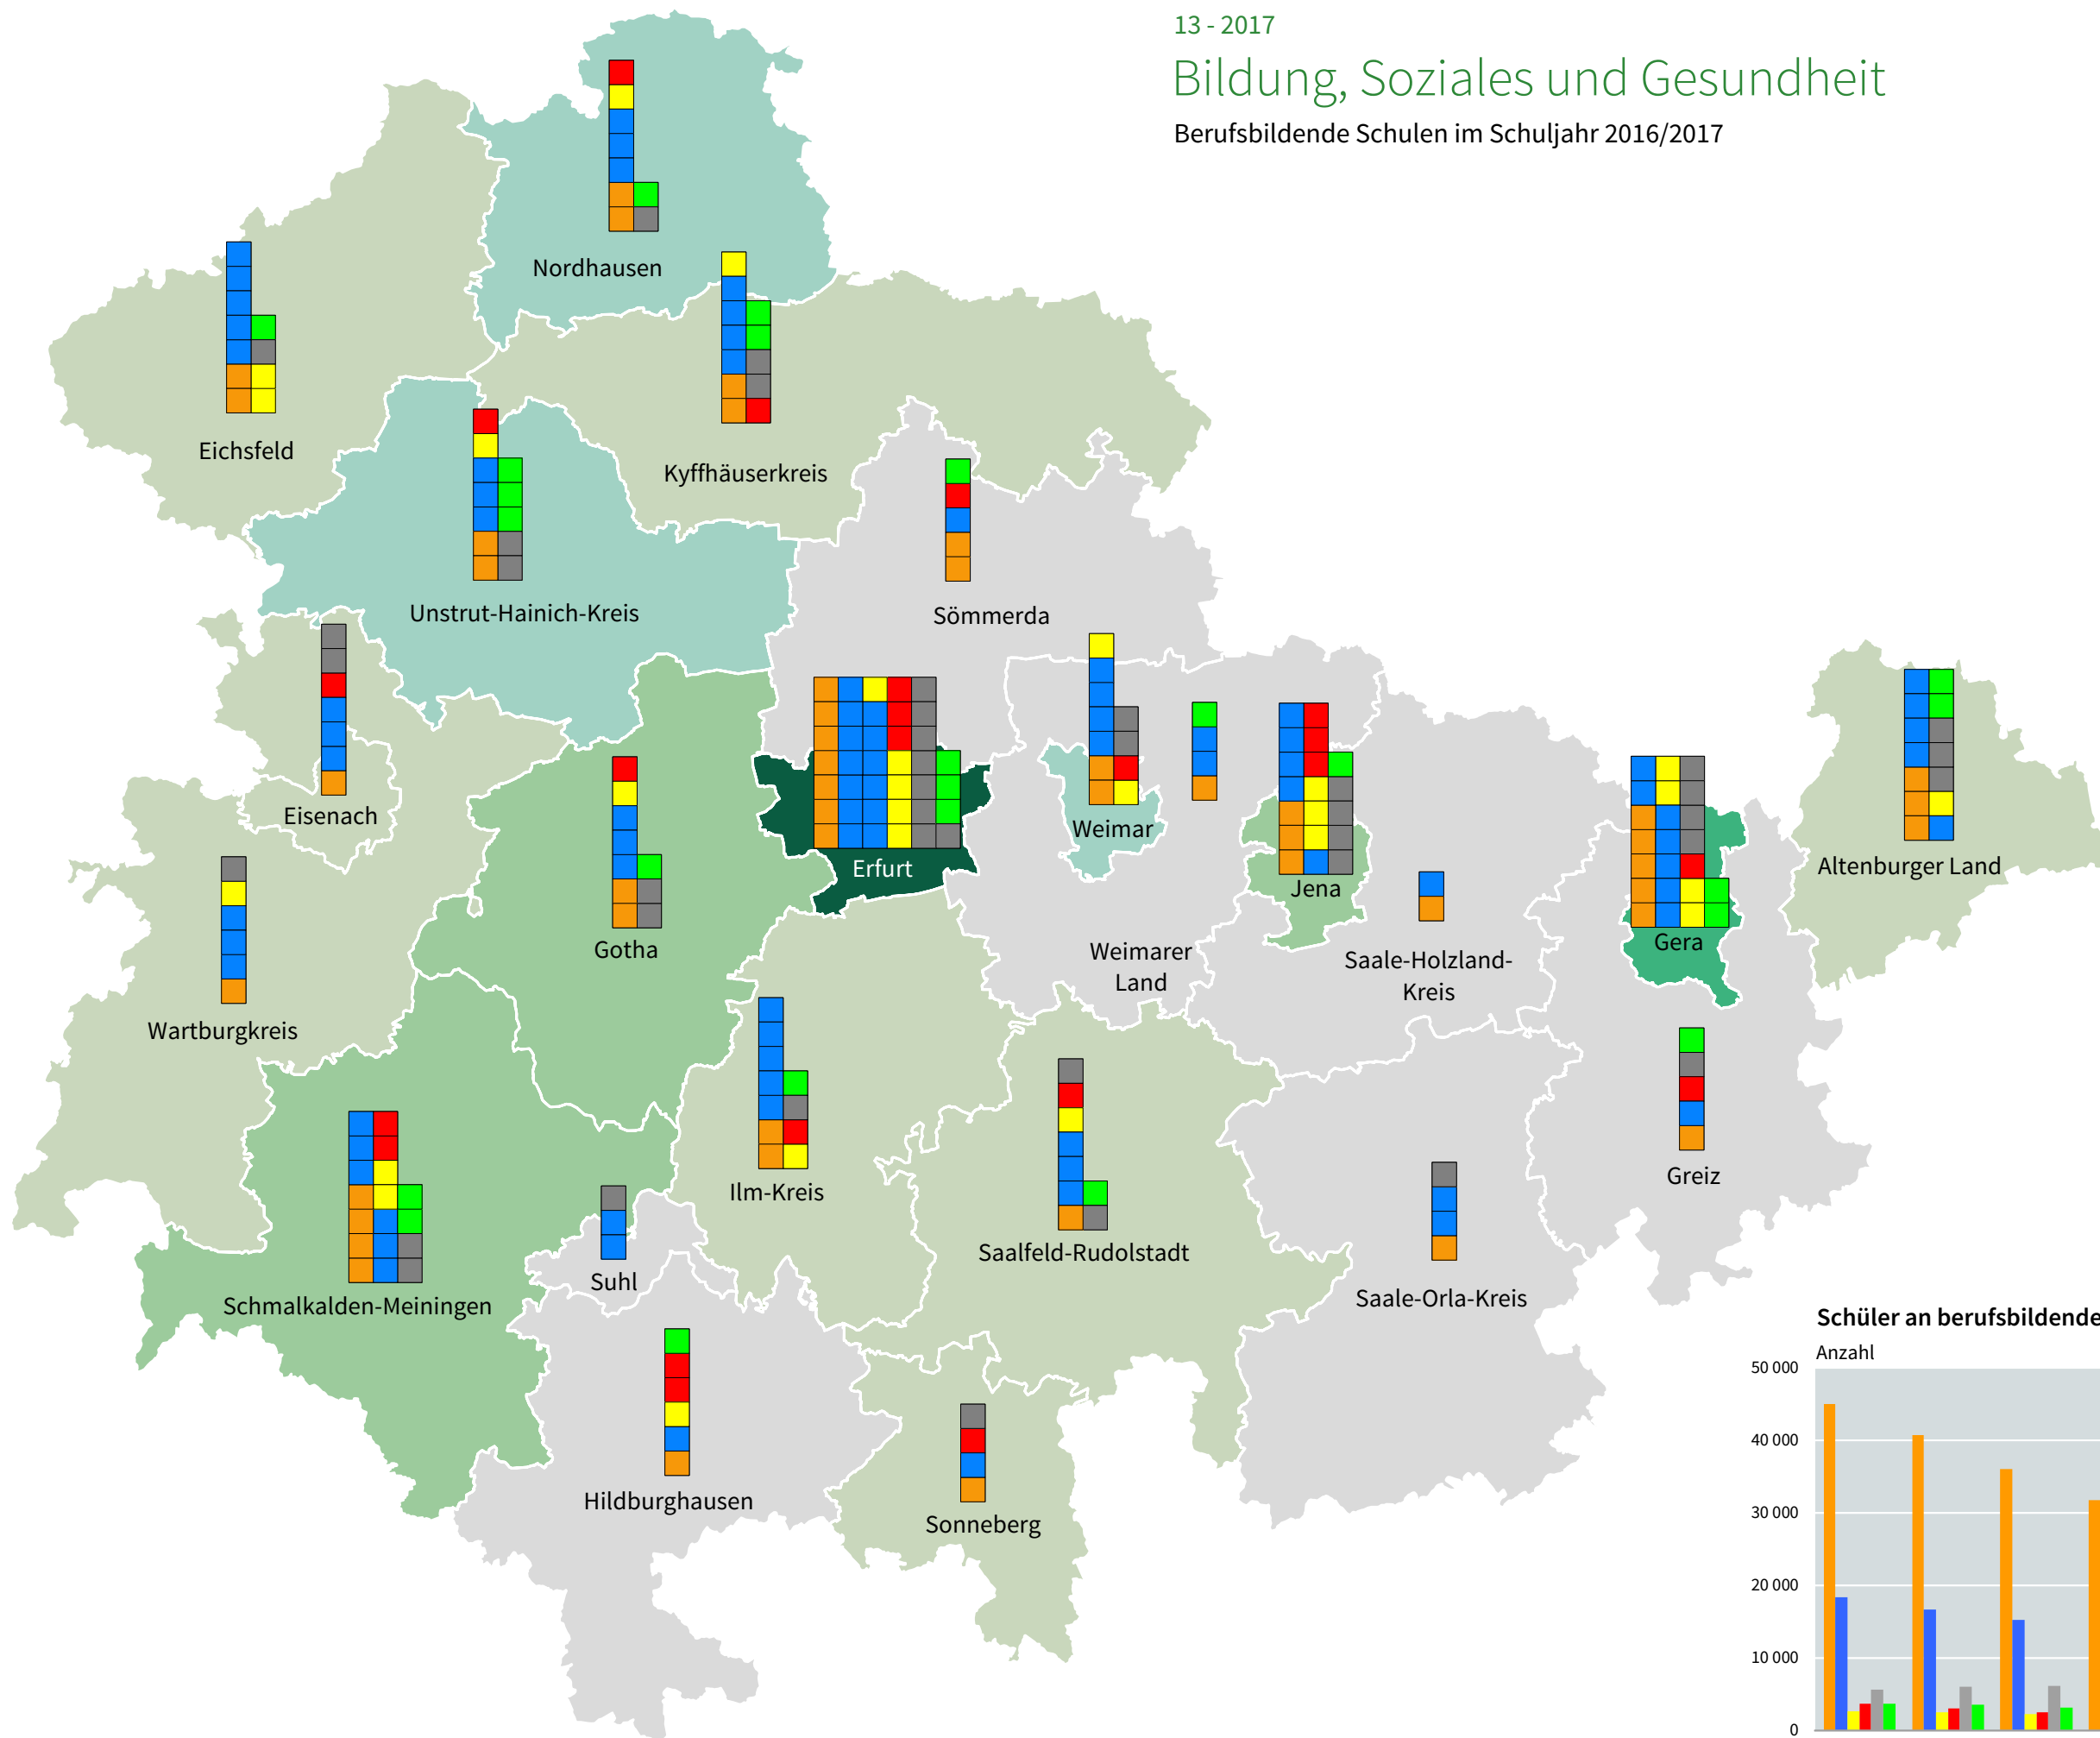 13 - 2017
Bildung, Soziales und Gesundheit
Berufsbildende Schulen im Schuljahr 2016/2017
Nordhausen
Eichsfeld
Kyffhäuserkreis
Unstrut-Hainich-Kreis
Sömmerda
Eisenach
Weimar
Erfurt
Jena
Altenburger Land
Gotha
Gera
Weimarer
Land
Saale-Holzland-
Kreis
Wartburgkreis
Greiz
Ilm-Kreis
Saalfeld-Rudolstadt
Suhl
Saale-Orla-Kreis
Schmalkalden-Meiningen
Hildburghausen
Sonneberg
Schüler an berufsbildende
Anzahl
50 000
40 000
30 000
20 000
10 000
0